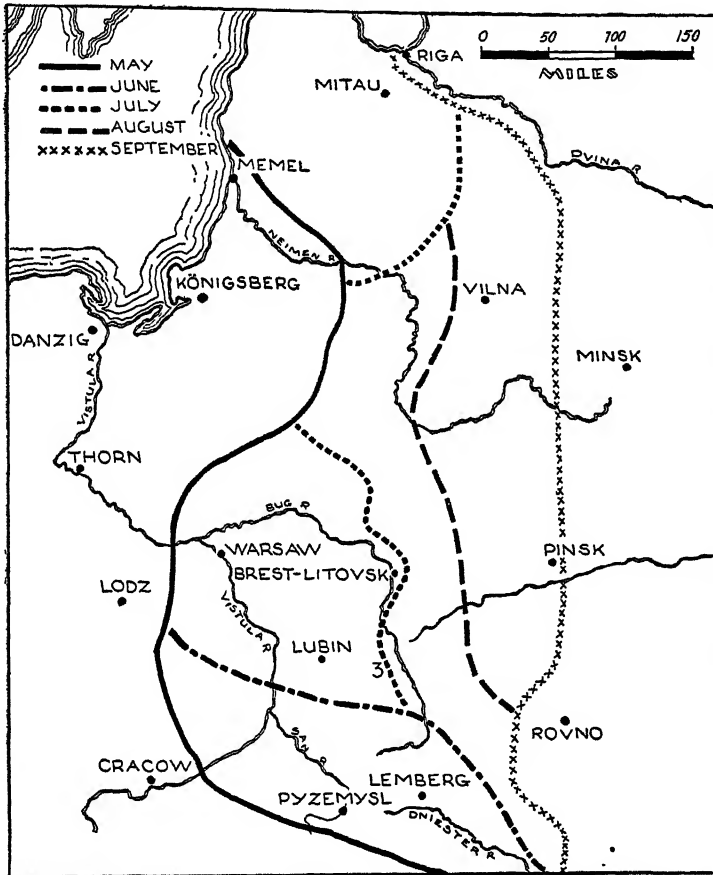 MAY
JUNE
JULY
AUGUST
SEPTEMBER
0 50 100 150
MILES
RIGA
MITAU
DVINA R
MEMEL
NEIMEN R
KÖNIGSBERG
VILNA
DANZIG
MINSK
VISTULA R
THORN
BUG R
WARSAW
BREST-LITOVSK
PINSK
LODZ
VISTULA R
LUBIN
3
ROVNO
SAN R
CRACOW
LEMBERG
PYZEMYSL
DNIESTER R